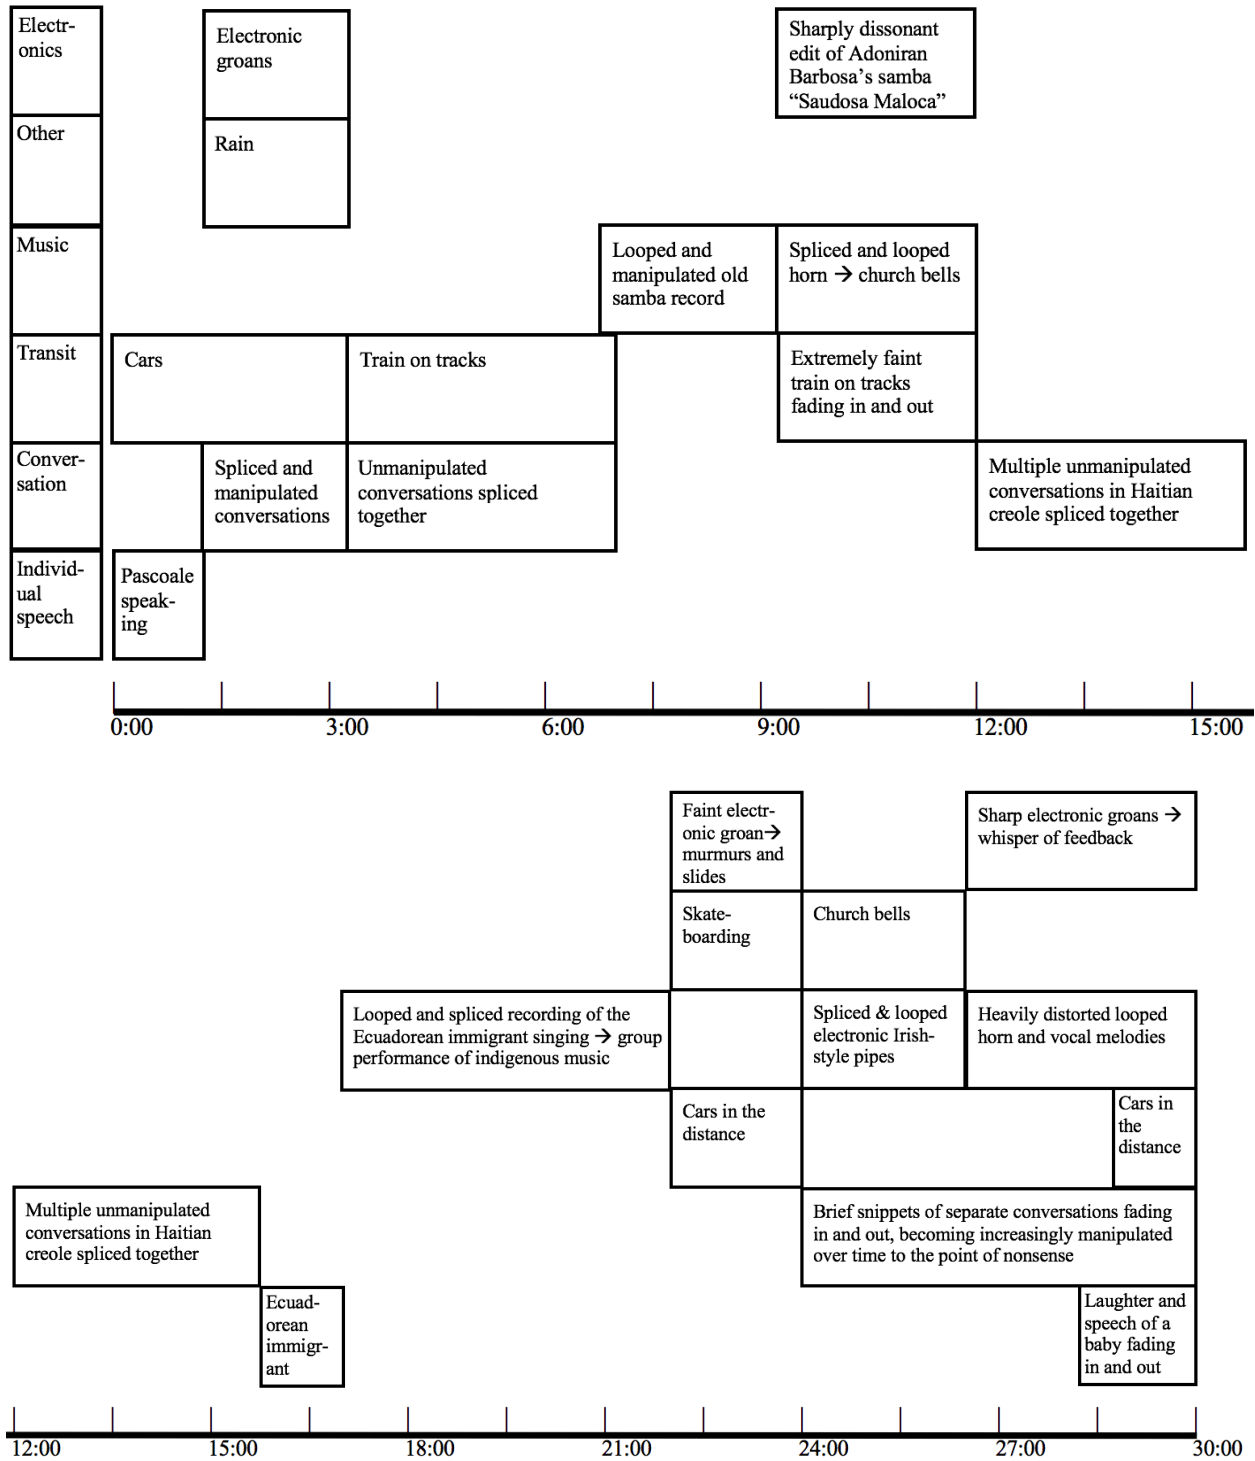 Electr-
onics
Electronic
groans
Sharply dissonant
edit of Adoniran
Barbosa’s samba
“Saudosa Maloca”
Other
Rain
Music
Looped and
manipulated old
samba record
Spliced and looped
horn → church bells
Transit
Cars
Train on tracks
Extremely faint
train on tracks
fading in and out
Conver-
sation
Spliced and
manipulated
conversations
Unmanipulated
conversations spliced
together
Multiple unmanipulated
conversations in Haitian
creole spliced together
Individ-
ual
speech
Pascoale
speak-
ing
0:00 3:00 6:00 9:00 12:00 15:00
Faint electr-
onic groan→
murmurs and
slides
Sharp electronic groans →
whisper of feedback
Skate-
boarding
Church bells
Looped and spliced recording of the
Ecuadorean immigrant singing → group
performance of indigenous music
Spliced & looped
electronic Irish-
style pipes
Heavily distorted looped
horn and vocal melodies
Cars in the
distance
Cars in
the
distance
Multiple unmanipulated
conversations in Haitian
creole spliced together
Brief snippets of separate conversations fading
in and out, becoming increasingly manipulated
over time to the point of nonsense
Ecuad-
orean
immigr-
ant
Laughter and
speech of a
baby fading
in and out
12:00 15:00 18:00 21:00 24:00 27:00 30:00